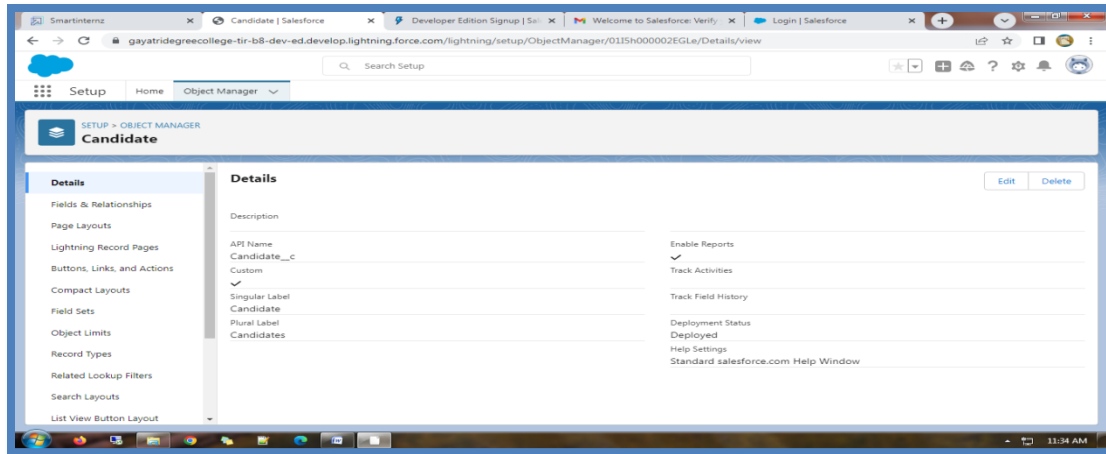 Smartinternz
Candidate | Salesforce
Developer Edition Signup | Sal
Welcome to Salesforce: Verify
Login | Salesforce
gayatridegreecollege-tir-b8-dev-ed.develop.lightning.force.com/lightning/setup/ObjectManager/01I5h000002EGLe/Details/view
Search Setup
Setup Home Object Manager
SETUP > OBJECT MANAGER
Candidate
Details
Fields & Relationships
Page Layouts
Lightning Record Pages
Buttons, Links, and Actions
Compact Layouts
Field Sets
Object Limits
Record Types
Related Lookup Filters
Search Layouts
List View Button Layout
Details
Edit Delete
Description
API Name
Candidate__c
Custom
Singular Label
Candidate
Plural Label
Candidates
Enable Reports
Track Activities
Track Field History
Deployment Status
Deployed
Help Settings
Standard salesforce.com Help Window
11:34 AM